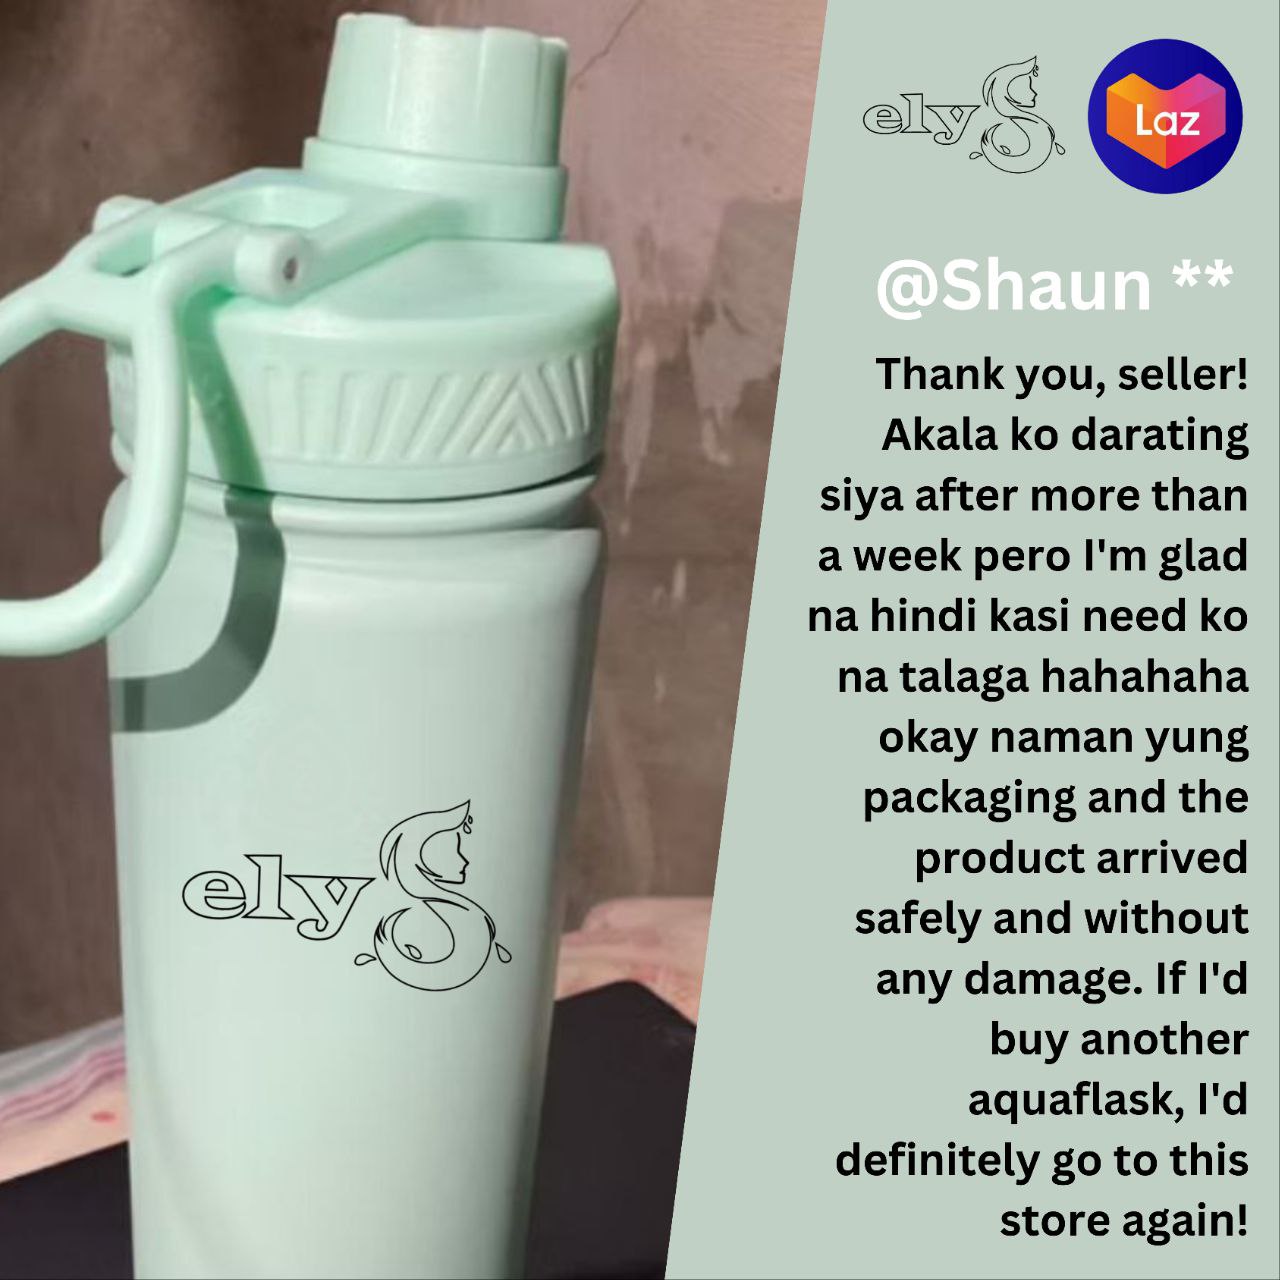 ely
Laz
@Shaun **
Thank you, seller!
Akala ko darating
siya after more than
a week pero I'm glad
na hindi kasi need ko
na talaga hahahaha
okay naman yung
packaging and the
product arrived
safely and without
any damage. If I'd
buy another
aquaflask, I'd
definitely go to this
store again!
ely